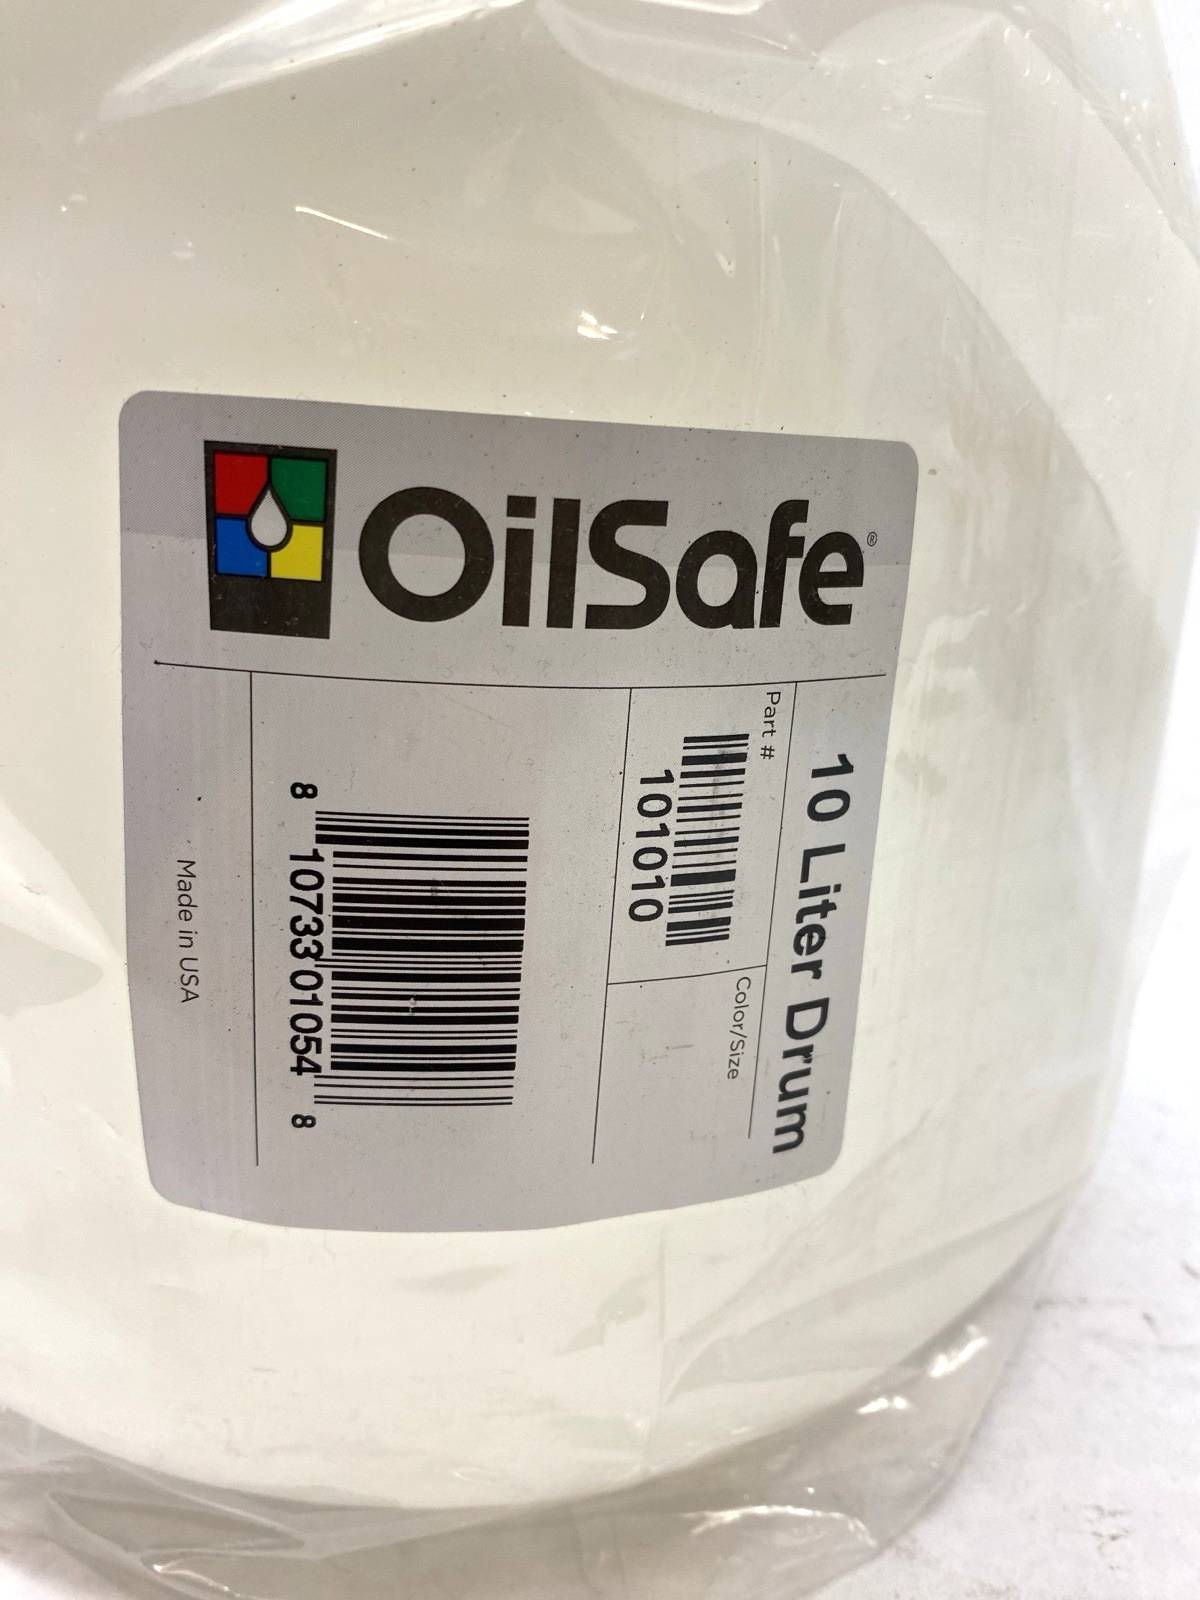 OilSafe®
10 Liter Drum
Part #
101010
Color/Size
8 10733 01054 8
Made in USA